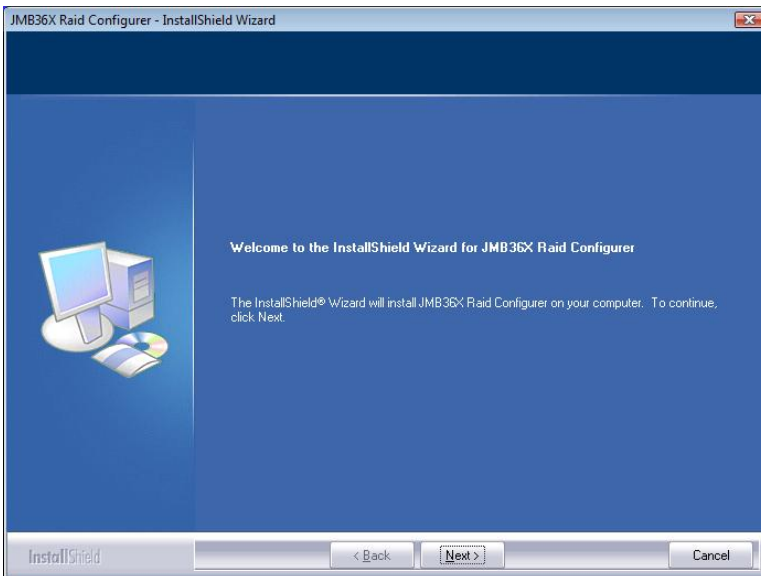 JMB36X Raid Configurer - InstallShield Wizard
Welcome to the InstallShield Wizard for JMB36X Raid Configurer
The InstallShield® Wizard will install JMB36X Raid Configurer on your computer. To continue,
click Next.
InstallShield
< Back
Next >
Cancel